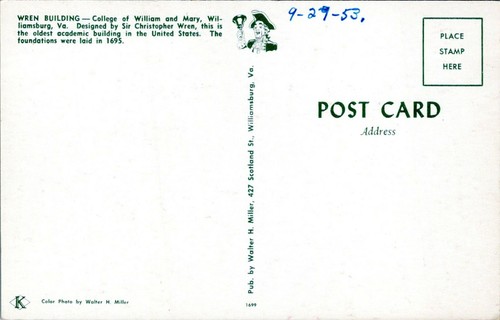 WREN BUILDING — College of William and Mary, Wil-
liamsburg, Va. Designed by Sir Christopher Wren, this is
the oldest academic building in the United States. The
foundations were laid in 1695.
9-29-53.
PLACE
STAMP
HERE
POST CARD
Address
Pub. by Walter H. Miller, 427 Scotland St., Williamsburg, Va.
K
Color Photo by Walter H. Miller
1699